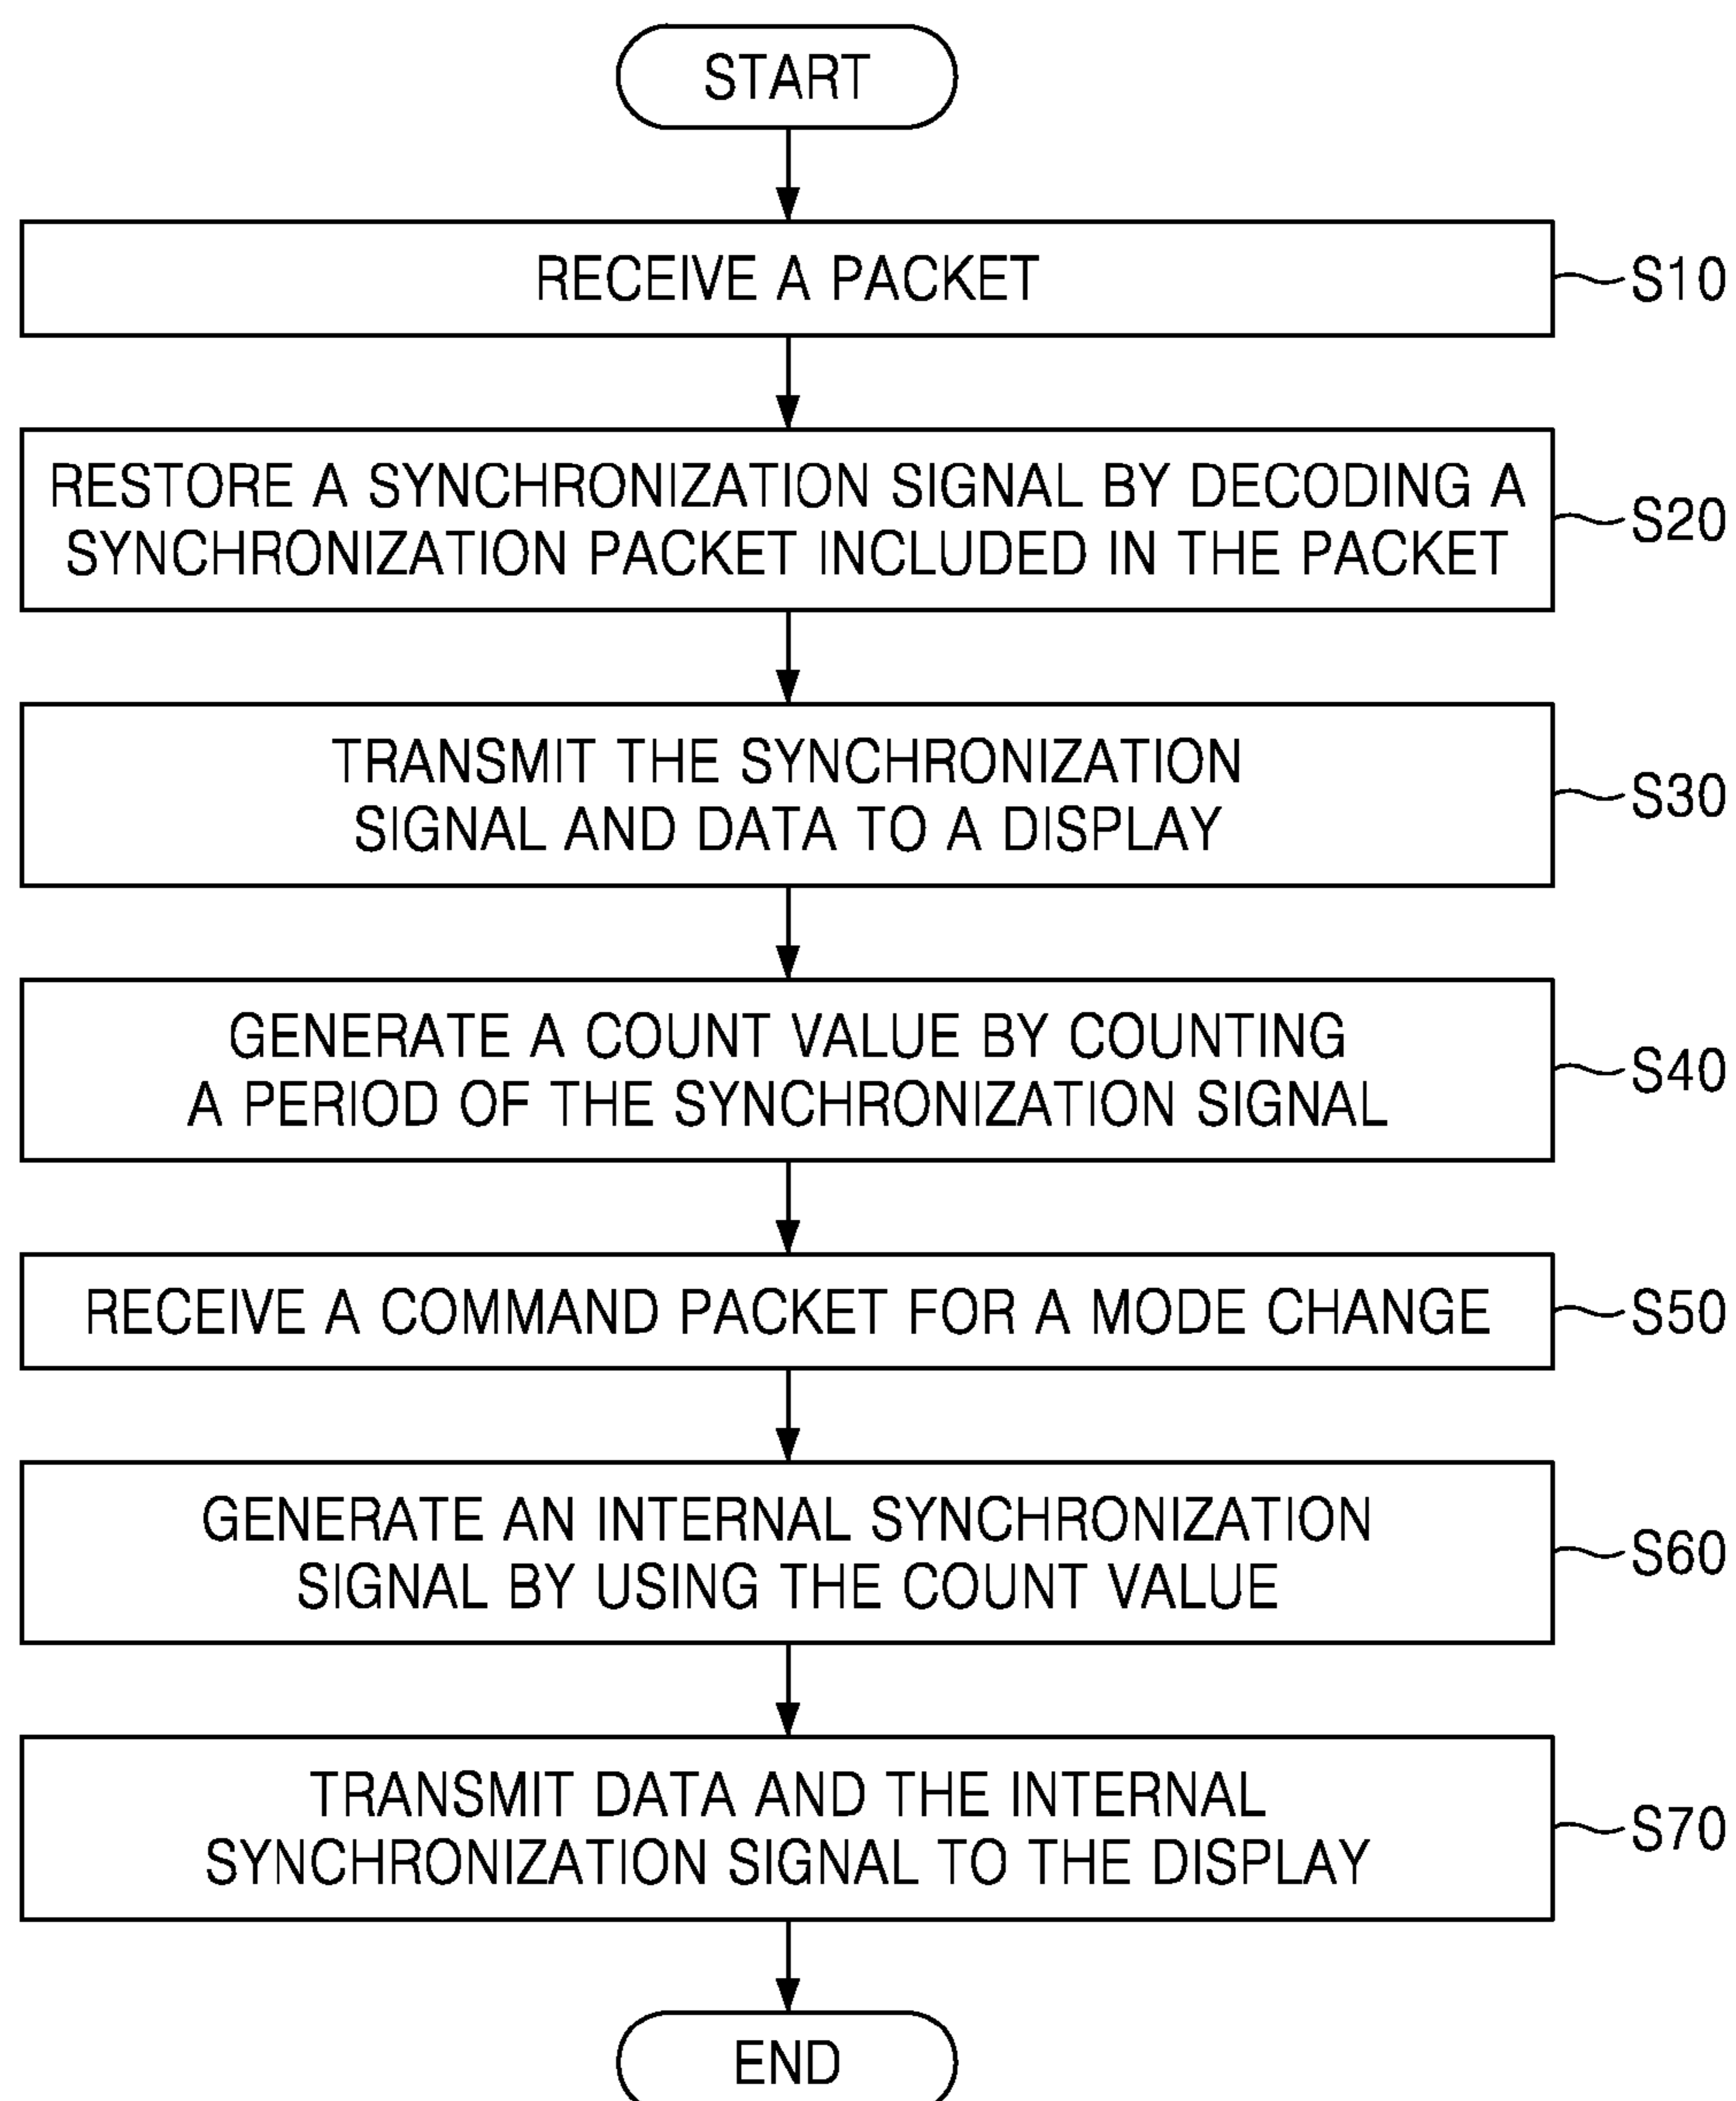 START
RECEIVE A PACKET
S10
RESTORE A SYNCHRONIZATION SIGNAL BY DECODING A
SYNCHRONIZATION PACKET INCLUDED IN THE PACKET
S20
TRANSMIT THE SYNCHRONIZATION
SIGNAL AND DATA TO A DISPLAY
S30
GENERATE A COUNT VALUE BY COUNTING
A PERIOD OF THE SYNCHRONIZATION SIGNAL
S40
RECEIVE A COMMAND PACKET FOR A MODE CHANGE
S50
GENERATE AN INTERNAL SYNCHRONIZATION
SIGNAL BY USING THE COUNT VALUE
S60
TRANSMIT DATA AND THE INTERNAL
SYNCHRONIZATION SIGNAL TO THE DISPLAY
S70
END